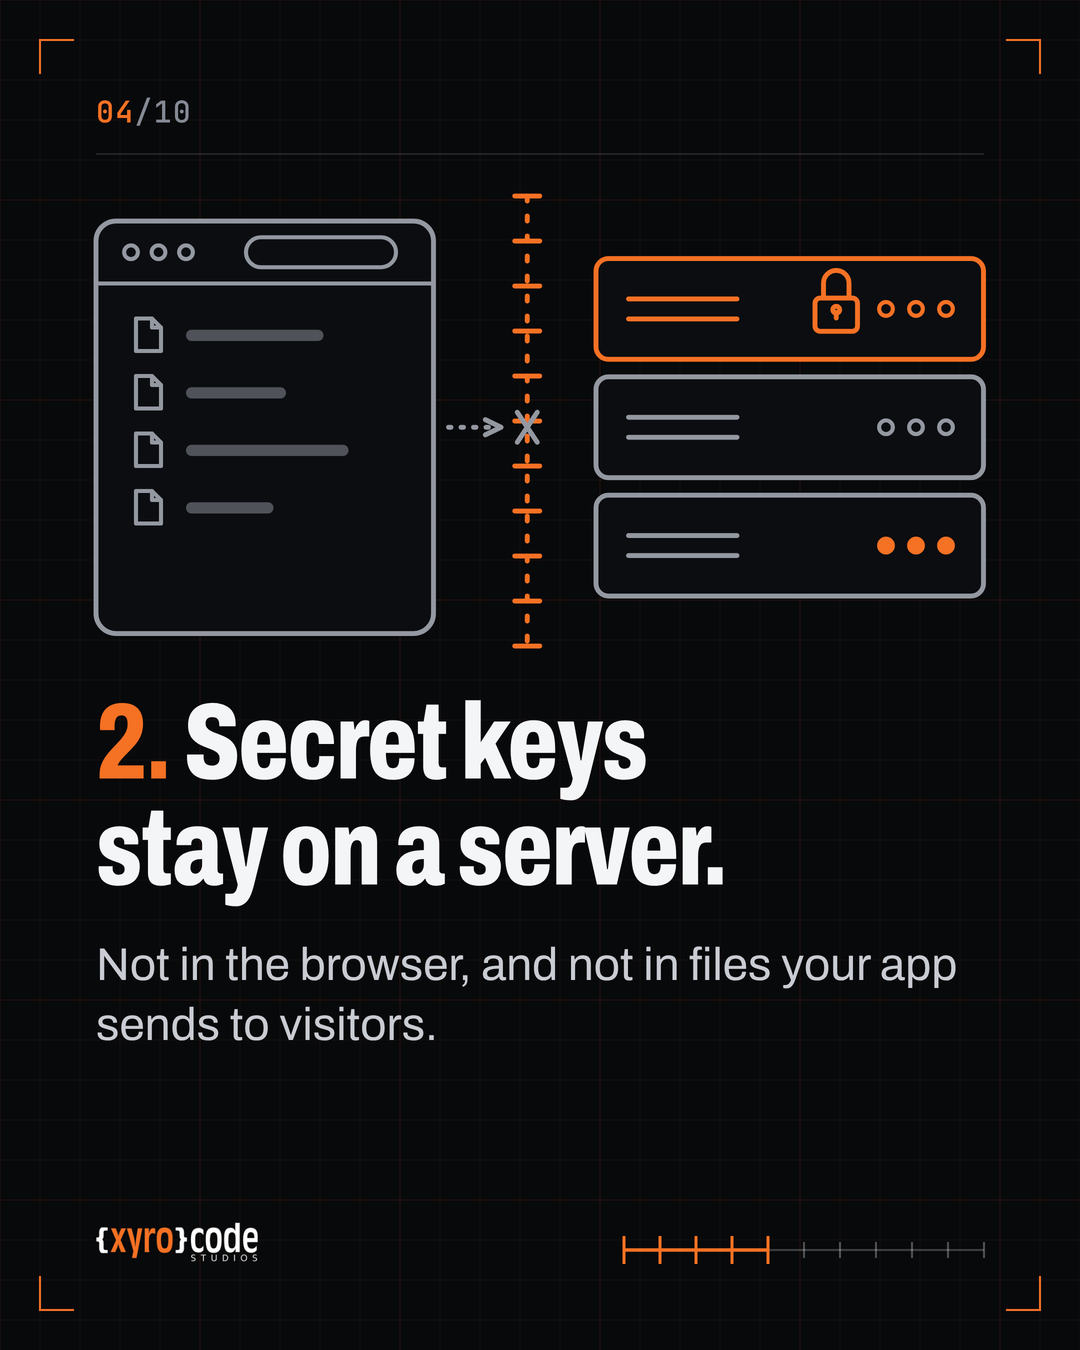 04/10
2. Secret keys
stay on a server.
Not in the browser, and not in files your app
sends to visitors.
{xyro}code
STUDIOS